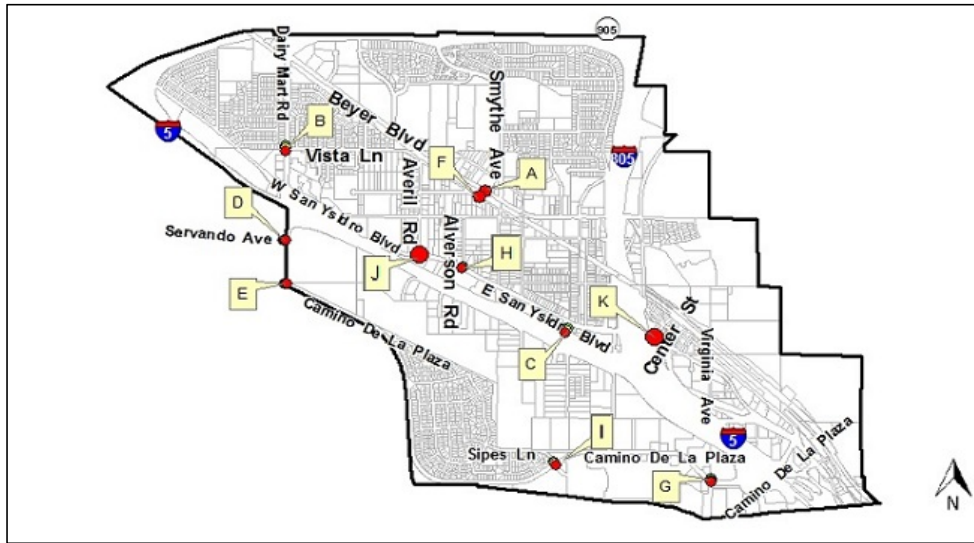 905
Dairy Mart Rd
Beyer Blvd
Smythe Ave
5
B
Vista Ln
805
F
A
Averil Rd
W San Ysidro Blvd
D
Servando Ave
Alverson Rd
H
J
E
K
E San Ysidro Blvd
Camino De La Plaza
Center St
Virginia Ave
C
I
5
Sipes Ln
Camino De La Plaza
G
Camino De La Plaza
N